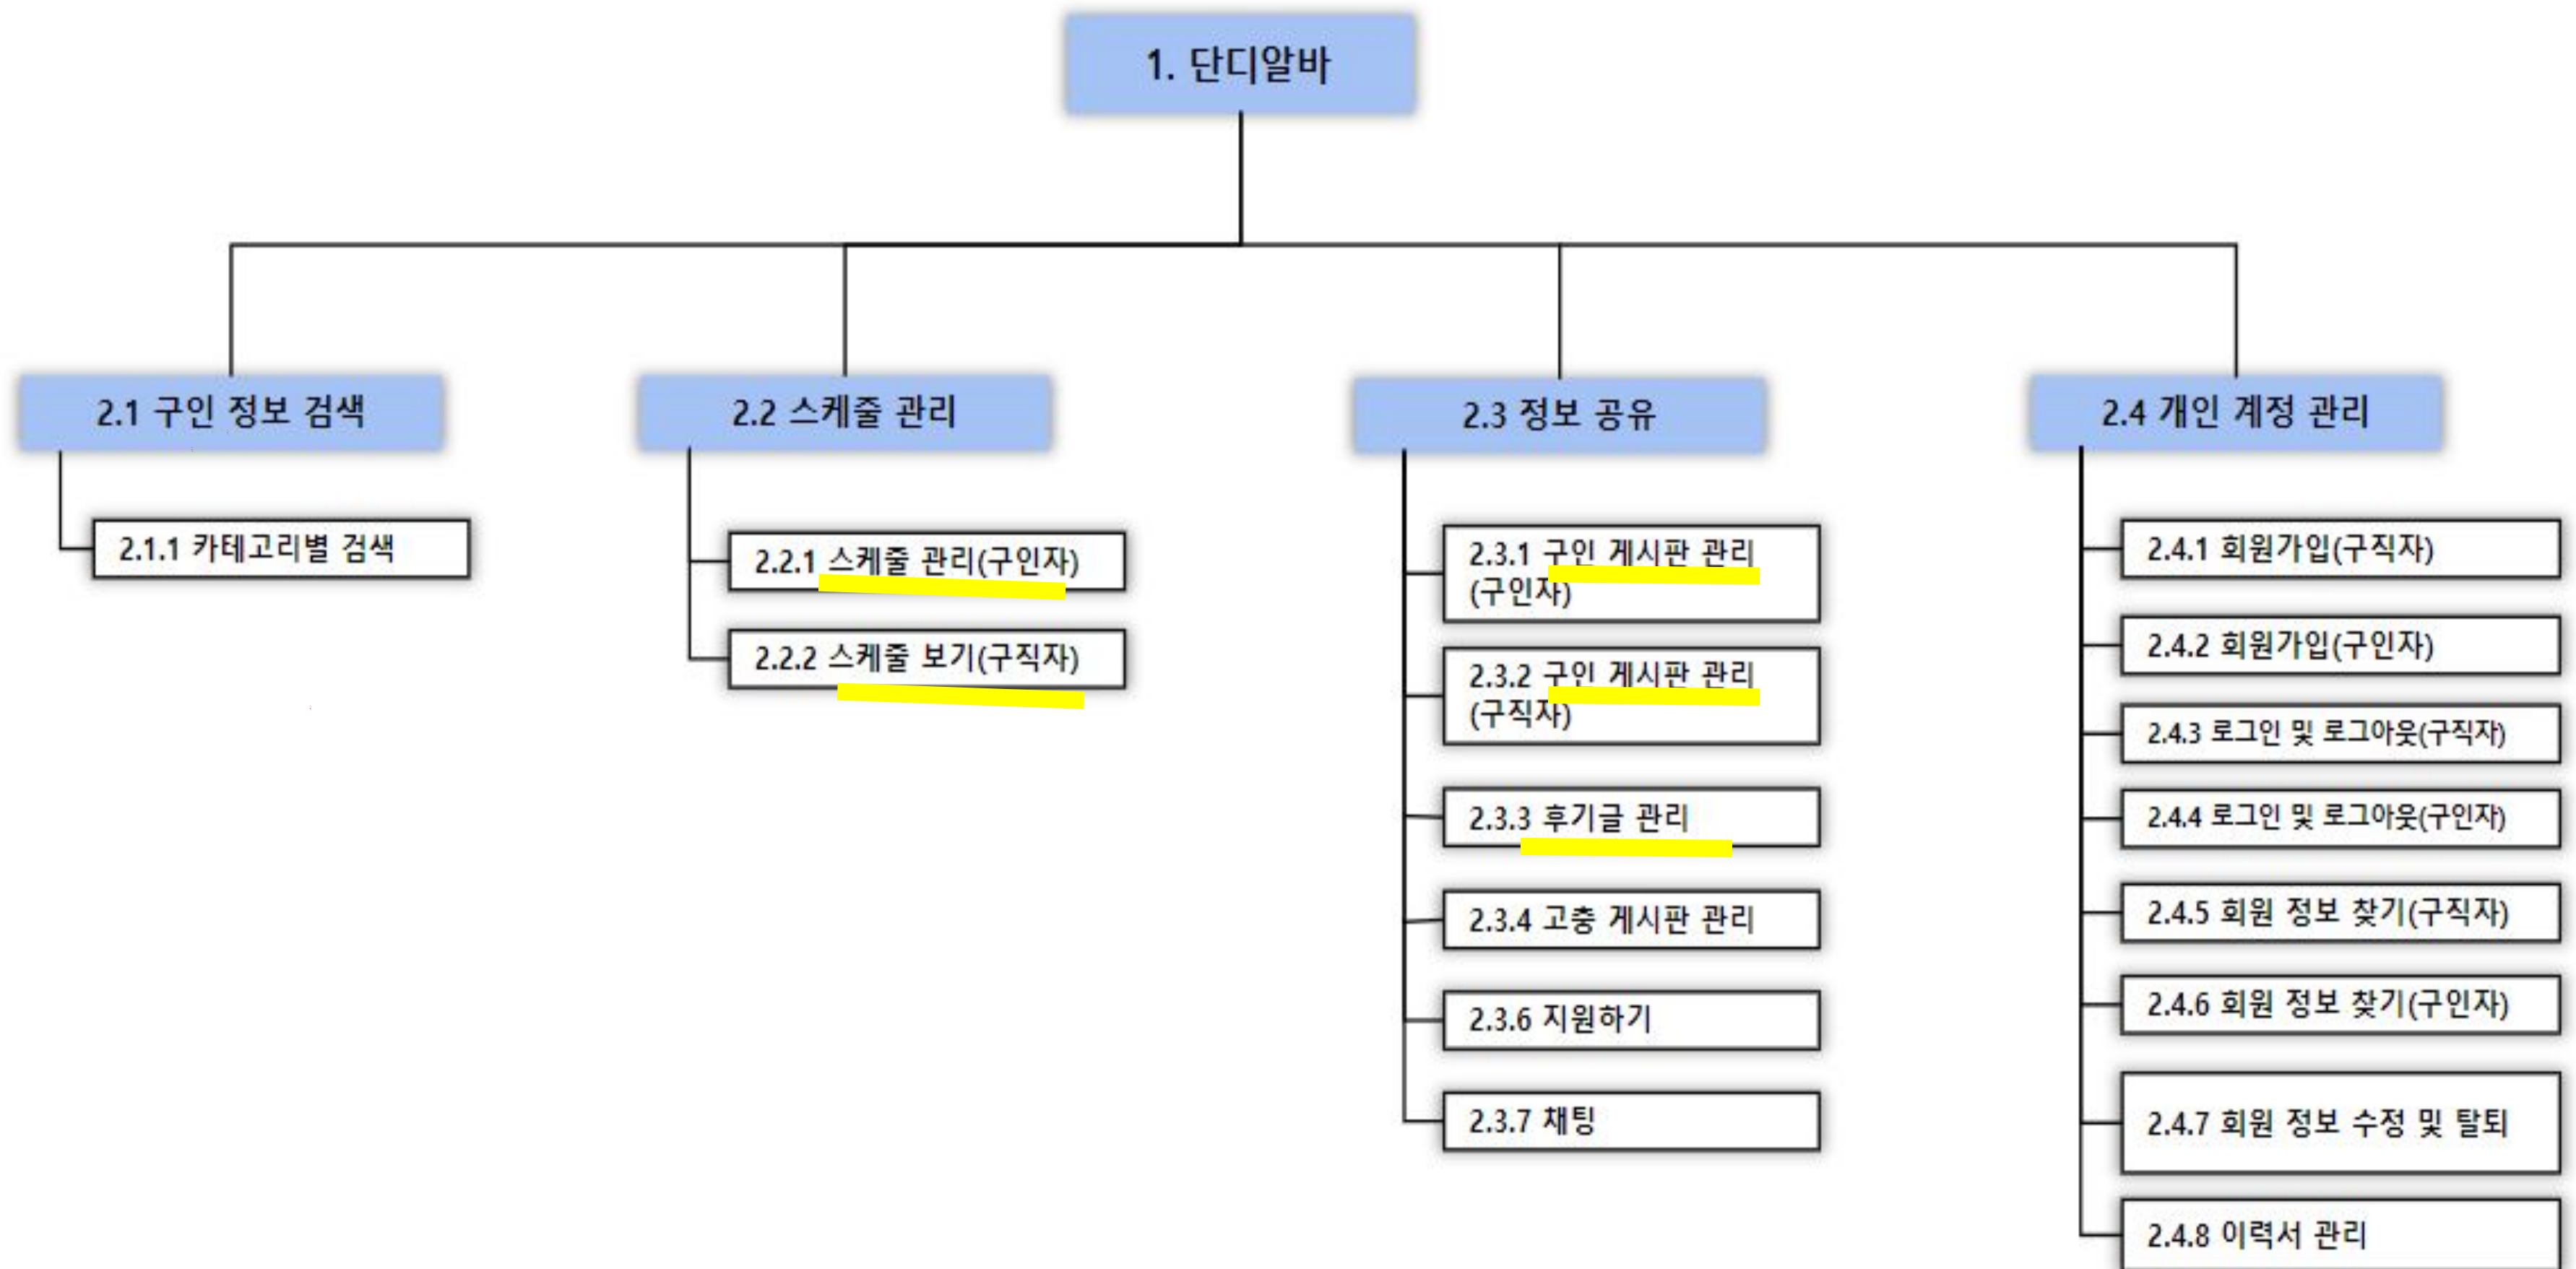 1. 단디알바
2.1 구인 정보 검색
2.1.1 카테고리별 검색
2.2 스케줄 관리
2.2.1 스케줄 관리(구인자)
2.2.2 스케줄 보기(구직자)
2.3 정보 공유
2.3.1 구인 게시판 관리
(구인자)
2.3.2 구인 게시판 관리
(구직자)
2.3.3 후기글 관리
2.3.4 고충 게시판 관리
2.3.6 지원하기
2.3.7 채팅
2.4 개인 계정 관리
2.4.1 회원가입(구직자)
2.4.2 회원가입(구인자)
2.4.3 로그인 및 로그아웃(구직자)
2.4.4 로그인 및 로그아웃(구인자)
2.4.5 회원 정보 찾기(구직자)
2.4.6 회원 정보 찾기(구인자)
2.4.7 회원 정보 수정 및 탈퇴
2.4.8 이력서 관리